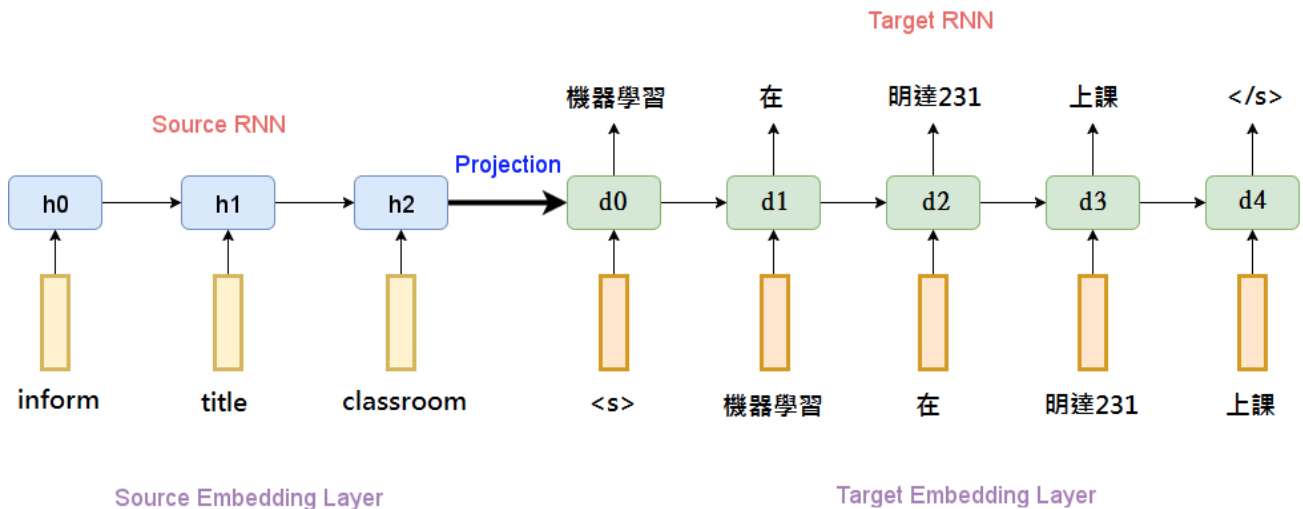 Target RNN
機器學習 在 明達231 上課 </s>
Source RNN
Projection
h0 h1 h2 d0 d1 d2 d3 d4
inform title classroom <s> 機器學習 在 明達231 上課
Source Embedding Layer Target Embedding Layer